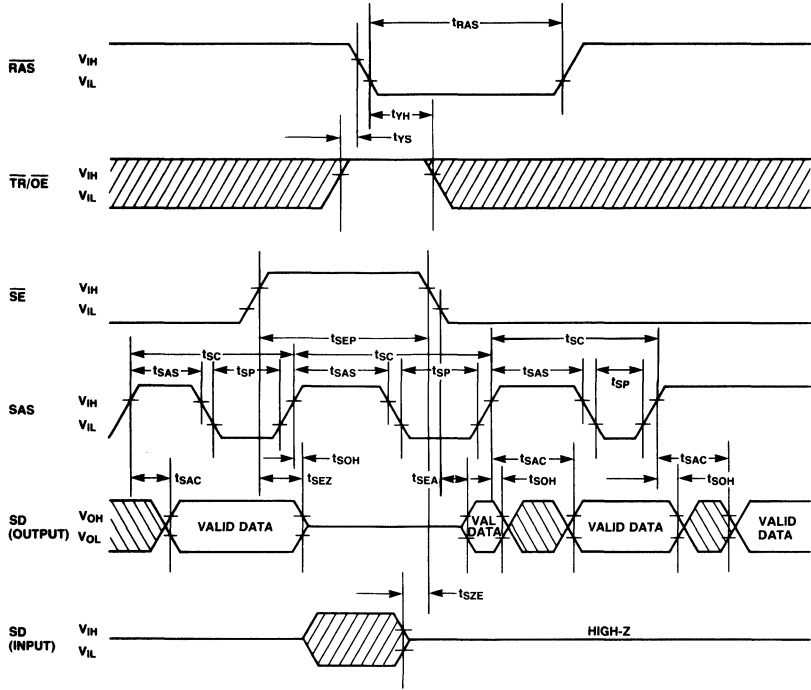 tRAS
RAS
VIH
VIL
tYH
tYS
TR/OE
VIH
VIL
SE
VIH
VIL
tSEP
tSC
tSC
tSC
tSAS
tSP
tSAS
tSP
tSAS
tSP
SAS
VIH
VIL
tSAC
tSOH
tSEZ
tSEA
tSAC
tSOH
tSAC
tSOH
SD
(OUTPUT)
VOH
VOL
VALID DATA
VAL
DATA
VALID DATA
VALID
DATA
tSZE
SD
(INPUT)
VIH
VIL
HIGH-Z